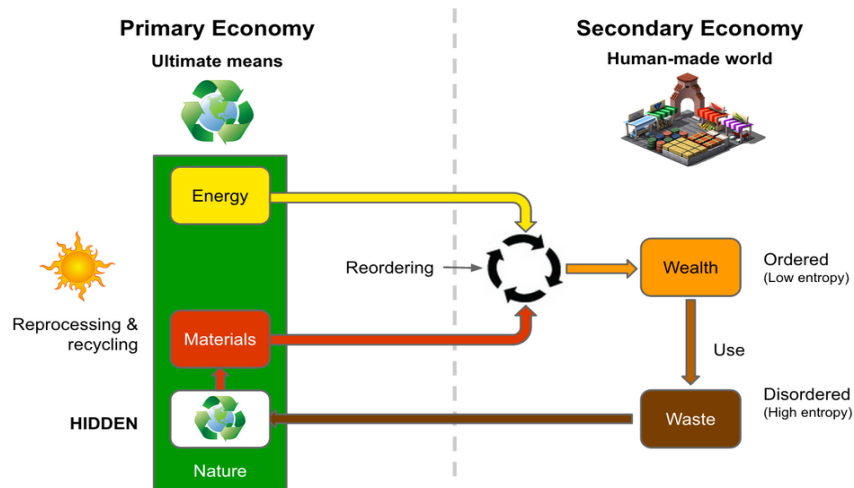 Primary Economy
Secondary Economy
Ultimate means
Human-made world
Energy
Reordering
Wealth
Ordered
(Low entropy)
Reprocessing &
recycling
Materials
Use
HIDDEN
Waste
Disordered
(High entropy)
Nature